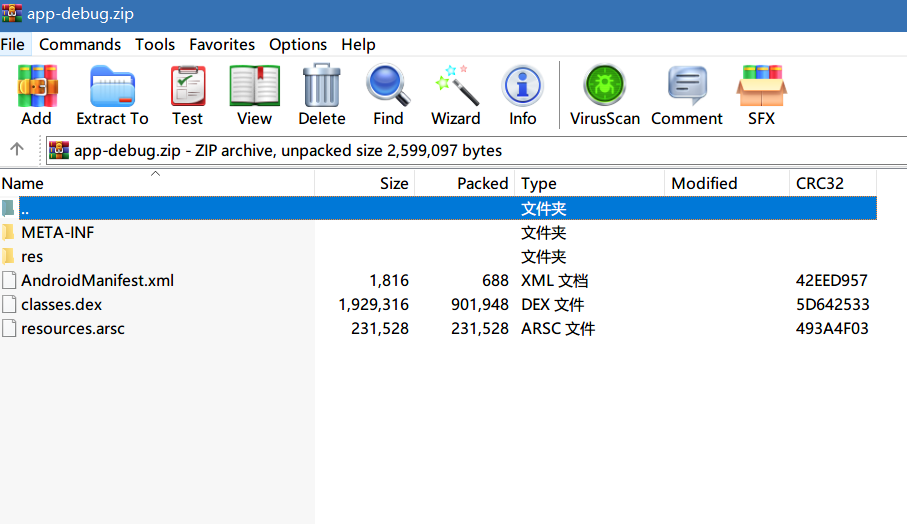 app-debug.zip
File Commands Tools Favorites Options Help
Add Extract To Test View Delete Find Wizard Info VirusScan Comment SFX
app-debug.zip - ZIP archive, unpacked size 2,599,097 bytes
Name Size Packed Type Modified CRC32
.. 文件夹
META-INF 文件夹
res 文件夹
AndroidManifest.xml 1,816 688 XML 文档 42EED957
classes.dex 1,929,316 901,948 DEX 文件 5D642533
resources.arsc 231,528 231,528 ARSC 文件 493A4F03